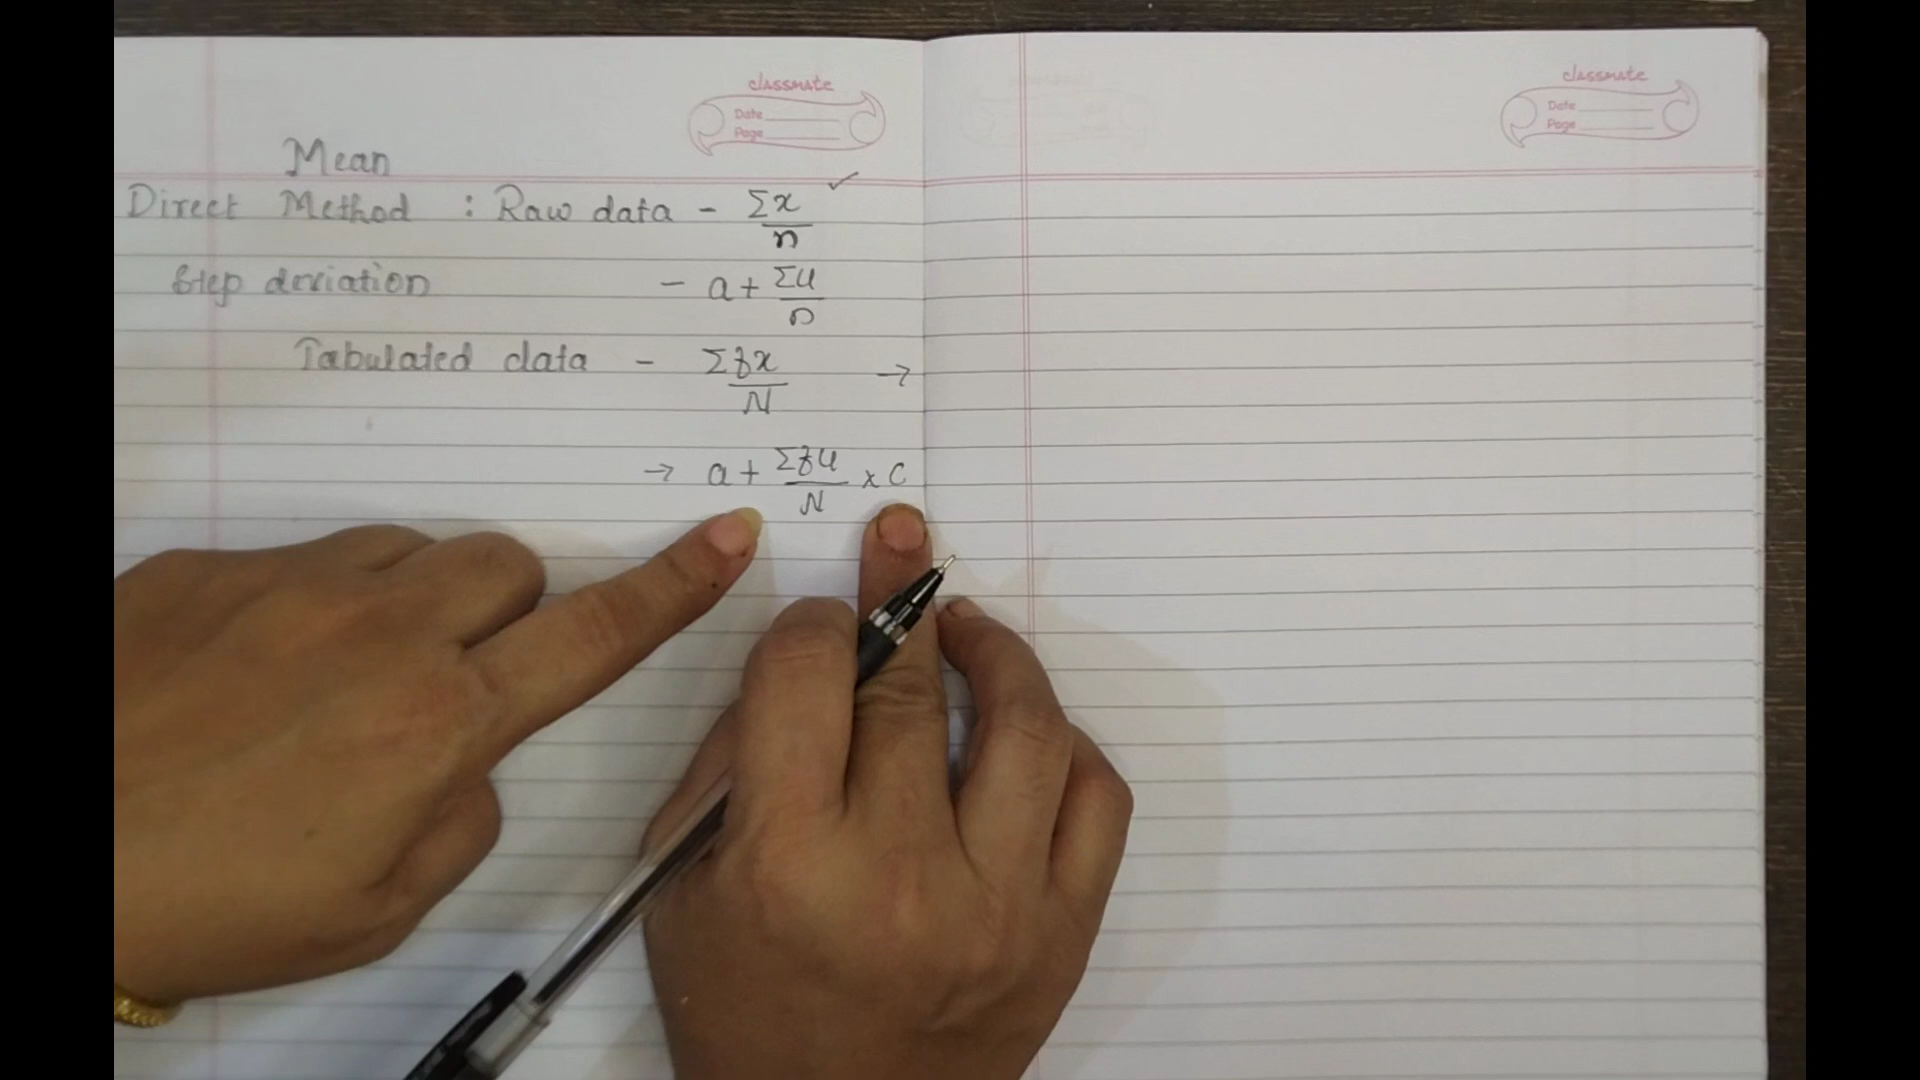 classmate
Date
Page
classmate
Date
Page
Mean
Direct Method : Raw data - Σx/n ✓
Step deviation - a + Σu/n
Tabulated data - Σfx/N →
→ a + Σfu/N × C